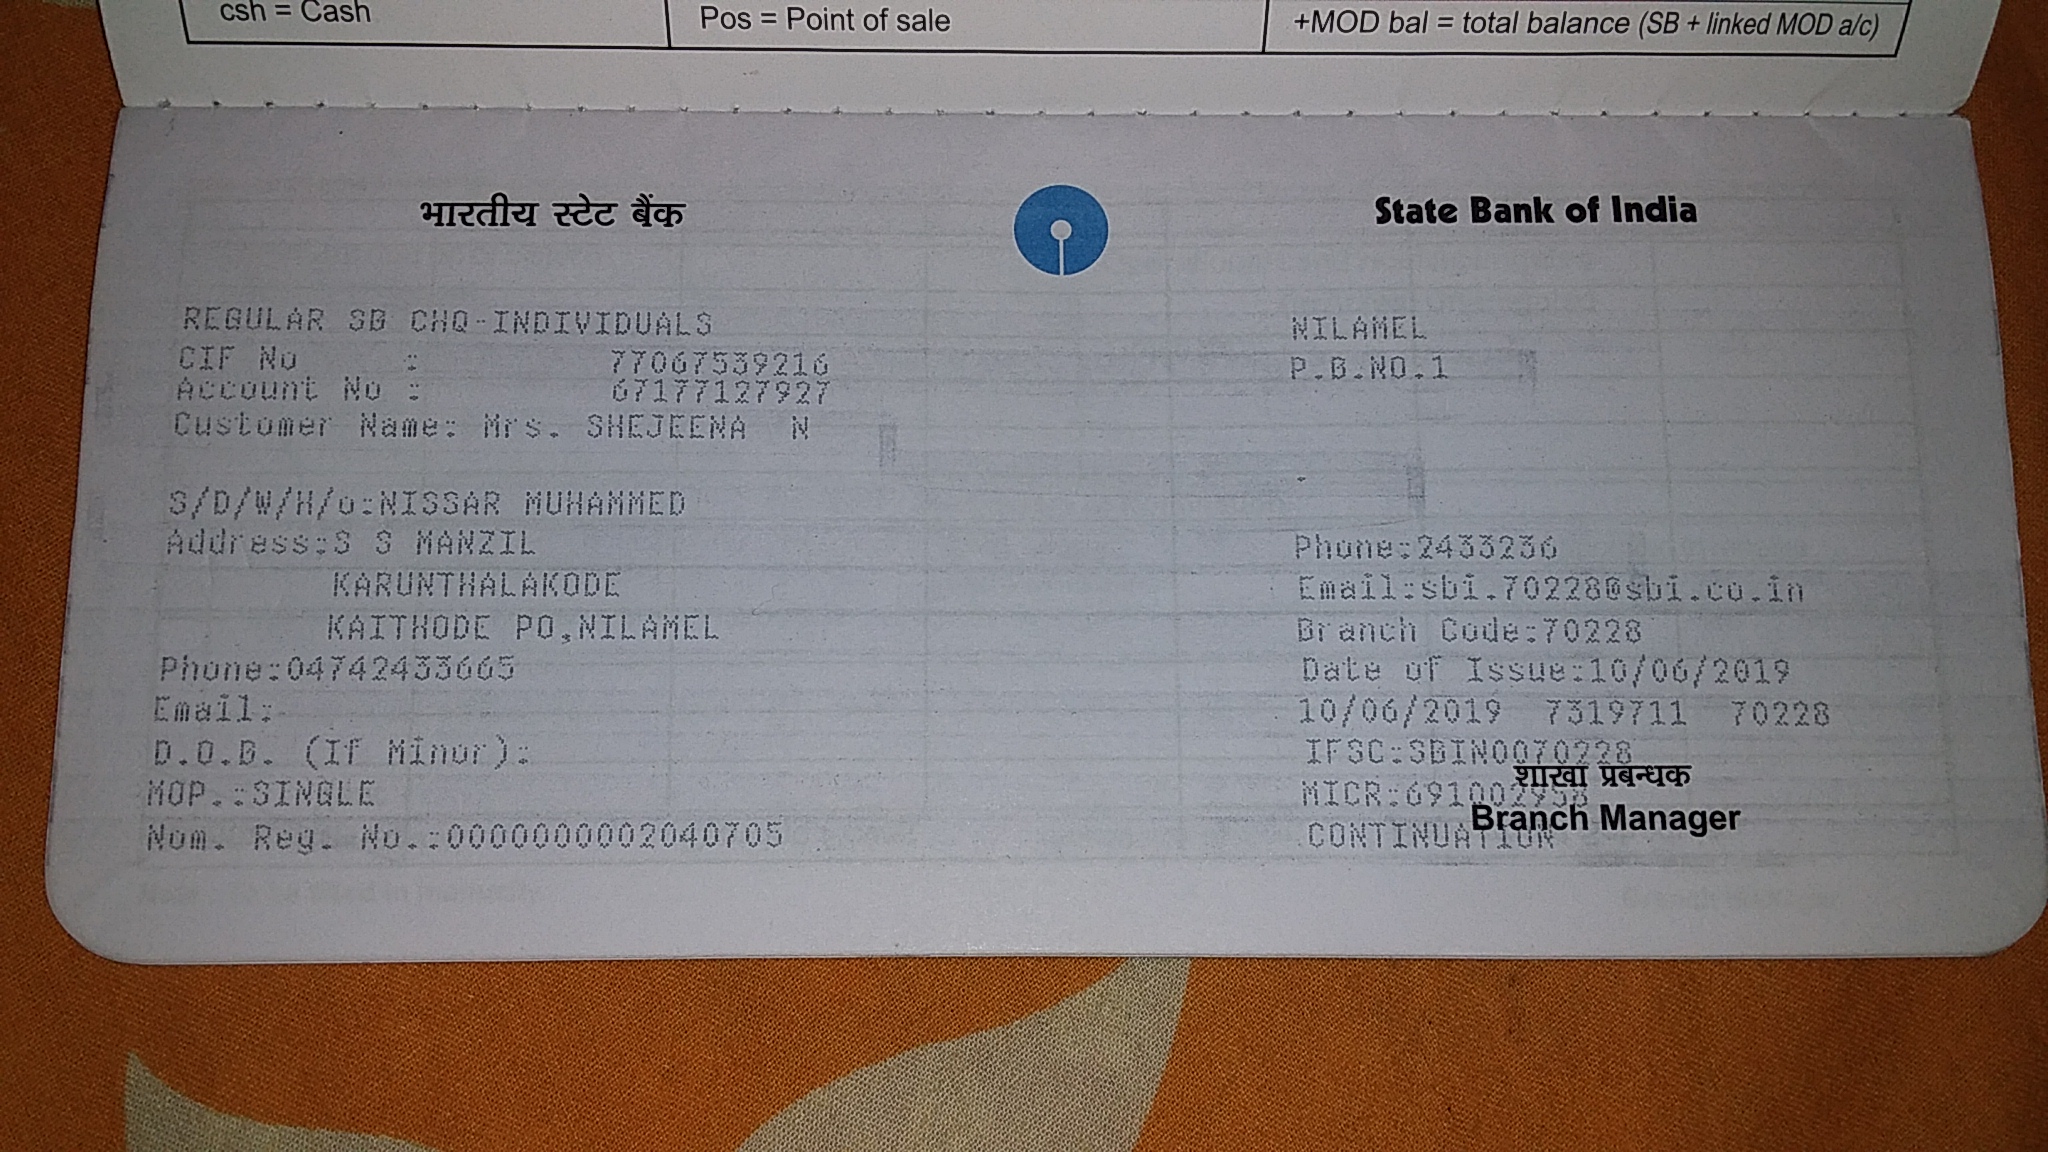 csh = Cash
Pos = Point of sale
+MOD bal = total balance (SB + linked MOD a/c)
भारतीय स्टेट बैंक
State Bank of India
REGULAR SB CHQ-INDIVIDUALS
CIF No : 77067539216
Account No : 67177127927
Customer Name: Mrs. SHEJEENA N
S/D/W/H/o:NISSAR MUHAMMED
Address:S S MANZIL
KARUNTHALAKODE
KAITHODE PO,NILAMEL
Phone:04742433665
Email:
D.O.B. (If Minor):
MOP.:SINGLE
Nom. Reg. No.:0000000002040705
NILAMEL
P.B.NO.1
Phone:2433236
Email:sbi.70228@sbi.co.in
Branch Code:70228
Date of Issue:10/06/2019
10/06/2019 7319711 70228
IFSC:SBIN0070228
MICR:
शाखा प्रबन्धक
CONTINUATION
Branch Manager